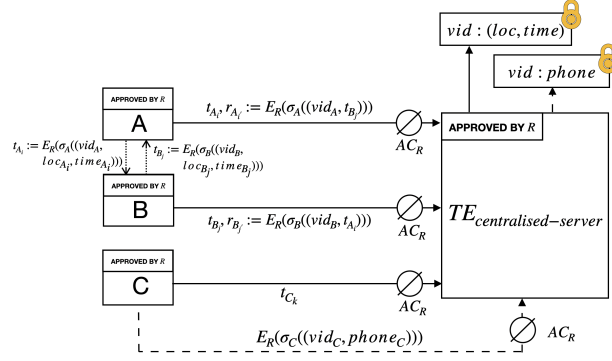 vid : (loc, time)
vid : phone
APPROVED BY R
A
t_{A_i}, r_{A_i} := E_R(σ_A((vid_A, t_{B_j})))
AC_R
APPROVED BY R
t_{A_i} := E_R(σ_A((vid_A,
loc_{A_i}, time_{A_i})))
t_{B_j} := E_R(σ_B((vid_B,
loc_{B_j}, time_{B_j})))
APPROVED BY R
B
t_{B_j}, r_{B_j} := E_R(σ_B((vid_B, t_{A_i})))
AC_R
TE_{centralised-server}
APPROVED BY R
C
t_{C_k}
AC_R
E_R(σ_C((vid_C, phone_C)))
AC_R